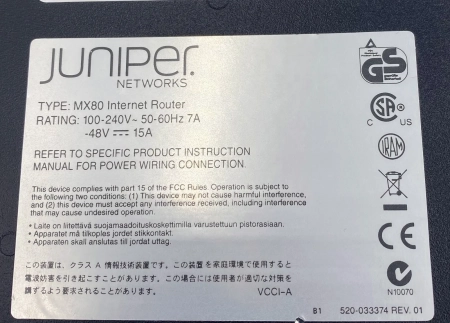 JUNIPER
NETWORKS
TYPE: MX80 Internet Router
RATING: 100-240V~ 50-60Hz 7A
-48V ⎓ 15A
REFER TO SPECIFIC PRODUCT INSTRUCTION
MANUAL FOR POWER WIRING CONNECTION.
This device complies with part 15 of the FCC Rules. Operation is subject to
the following two conditions: (1) This device may not cause harmful interference,
and (2) this device must accept any interference received, including interference
that may cause undesired operation.
• Laite on liitettävä suojamaadoituskoskettimilla varustettuun pistorasiaan.
• Apparatet må tilkoples jordet stikkontakt.
• Apparaten skall anslutas till jordat uttag.
この装置は、クラス A 情報技術装置です。この装置を家庭環境で使用すると
電波妨害を引き起こすことがあります。この場合には使用者が適切な対策を
講ずるよう要求されることがあります。
VCCI-A
GS
SA
C US
IRAM
CE
N10070
B1 520-033374 REV. 01